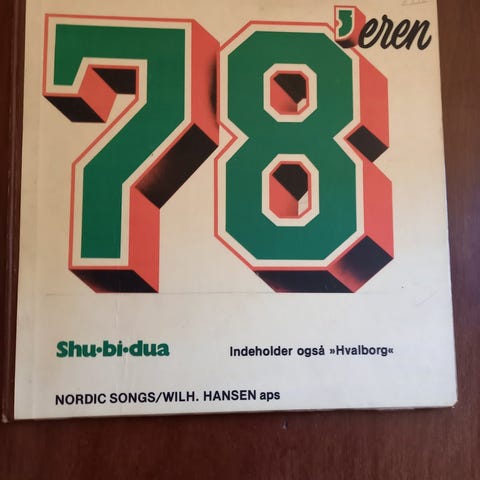 78'eren
Shu•bi•dua
Indeholder også »Hvalborg«
NORDIC SONGS/WILH. HANSEN aps